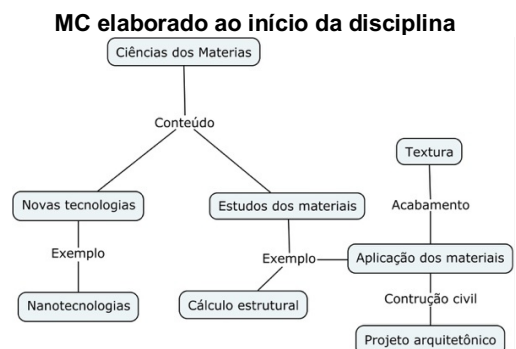 MC elaborado ao início da disciplina
Ciências dos Materias
Conteúdo
Textura
Novas tecnologias
Estudos dos materiais
Acabamento
Exemplo
Exemplo
Aplicação dos materiais
Nanotecnologias
Cálculo estrutural
Contrução civil
Projeto arquitetônico